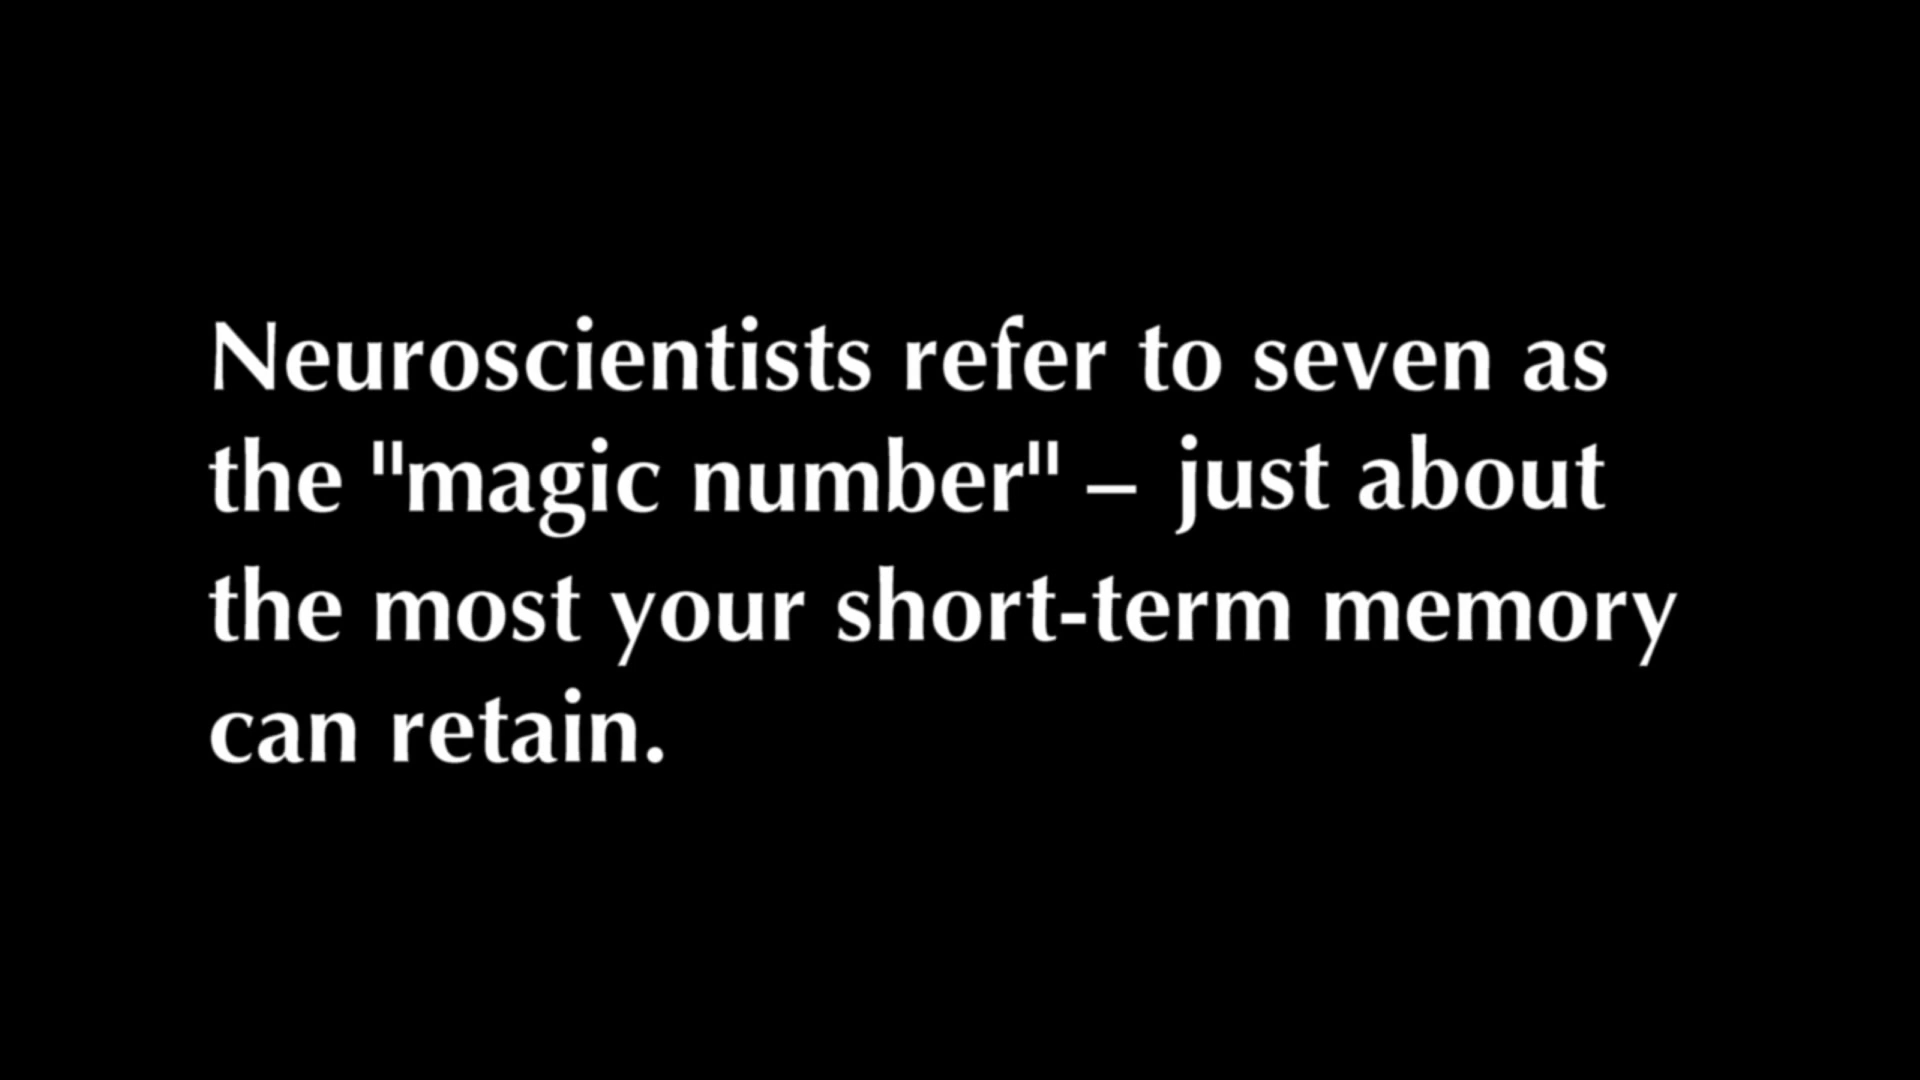 Neuroscientists refer to seven as
the "magic number" – just about
the most your short-term memory
can retain.